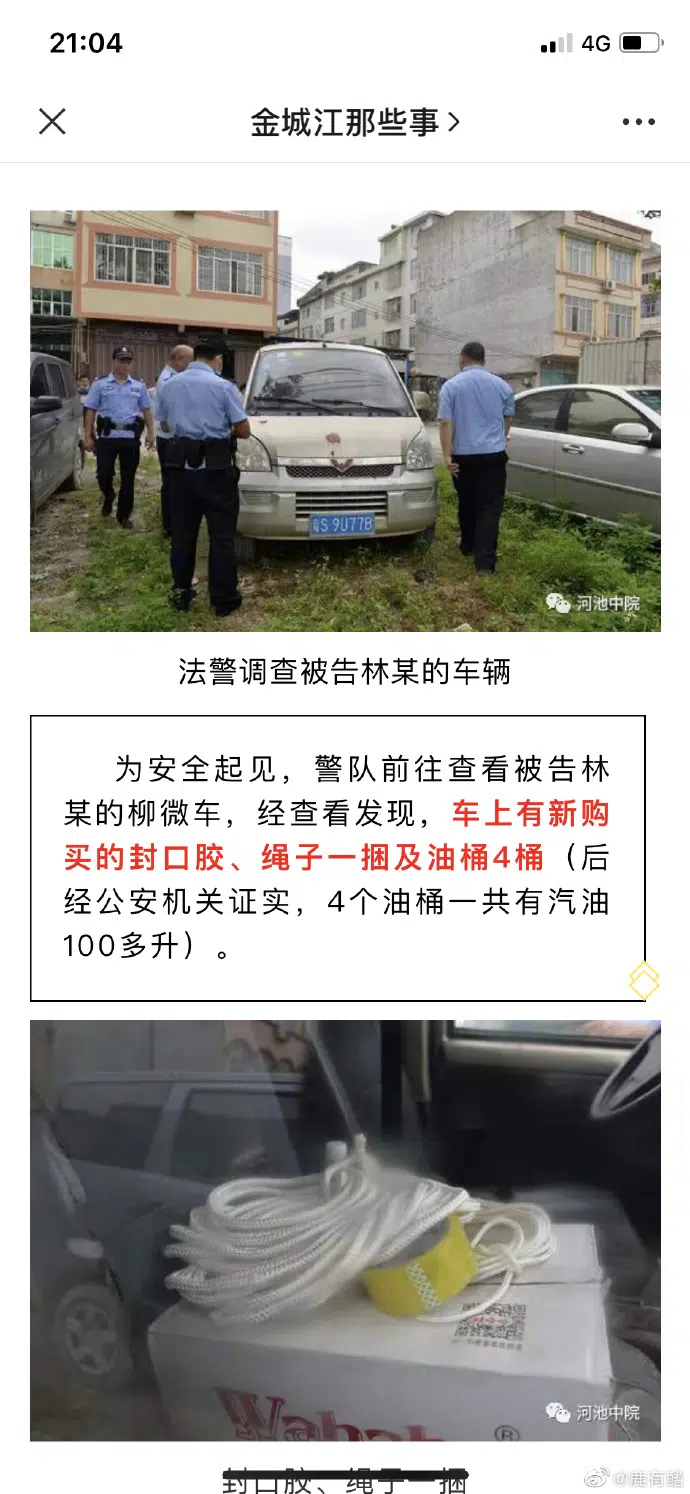 21:04
4G
金城江那些事
粤S 9U77B
河池中院
法警调查被告林某的车辆
为安全起见，警队前往查看被告林
某的柳微车，经查看发现，车上有新购
买的封口胶、绳子一捆及油桶4桶（后
经公安机关证实，4个油桶一共有汽油
100多升）。
Wahah
®
河池中院
封口胶、绳子一捆
@鹿有鳍